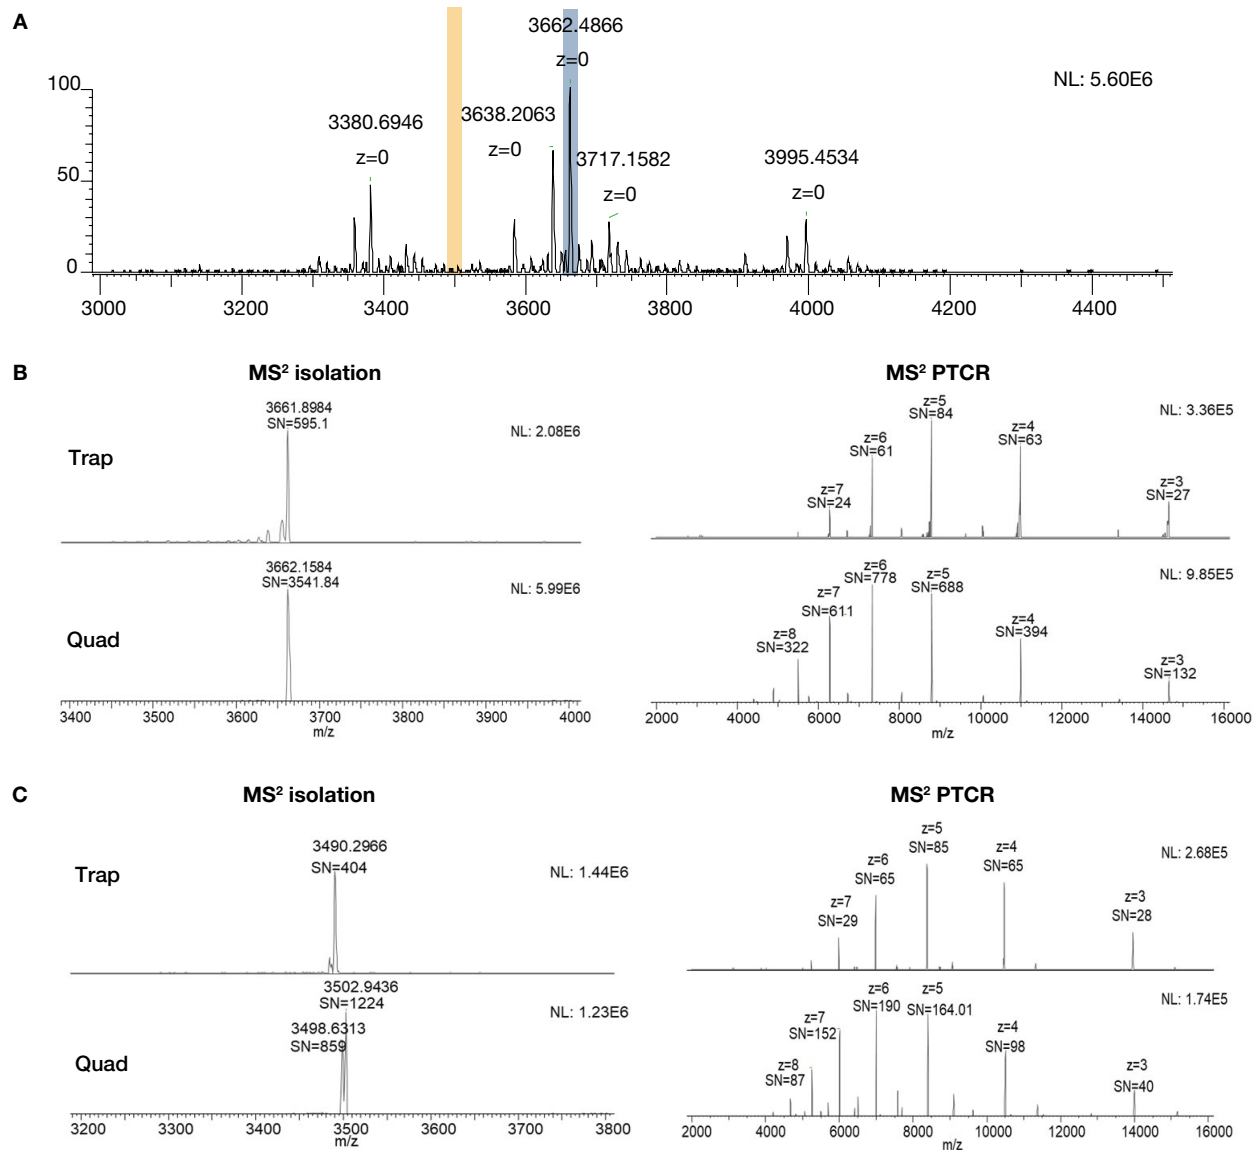 A
3662.4866
z=0
NL: 5.60E6
100
3638.2063
3380.6946
z=0
z=0
3717.1582
z=0
3995.4534
z=0
50
0
3000 3200 3400 3600 3800 4000 4200 4400
B
MS² isolation
MS² PTCR
Trap
3661.8984
SN=595.1
NL: 2.08E6
z=7
SN=24
z=6
SN=61
z=5
SN=84
z=4
SN=63
z=3
SN=27
NL: 3.36E5
Quad
3662.1584
SN=3541.84
NL: 5.99E6
3400 3500 3600 3700 3800 3900 4000
m/z
z=8
SN=322
z=7
SN=611
z=6
SN=778
z=5
SN=688
z=4
SN=394
z=3
SN=132
NL: 9.85E5
2000 4000 6000 8000 10000 12000 14000 16000
m/z
C
MS² isolation
MS² PTCR
Trap
3490.2966
SN=404
NL: 1.44E6
z=7
SN=29
z=6
SN=65
z=5
SN=85
z=4
SN=65
z=3
SN=28
NL: 2.68E5
Quad
3502.9436
SN=1224
3498.6313
SN=859
NL: 1.23E6
3200 3300 3400 3500 3600 3700 3800
m/z
z=8
SN=87
z=7
SN=152
z=6
SN=190
z=5
SN=164.01
z=4
SN=98
z=3
SN=40
NL: 1.74E5
2000 4000 6000 8000 10000 12000 14000 16000
m/z